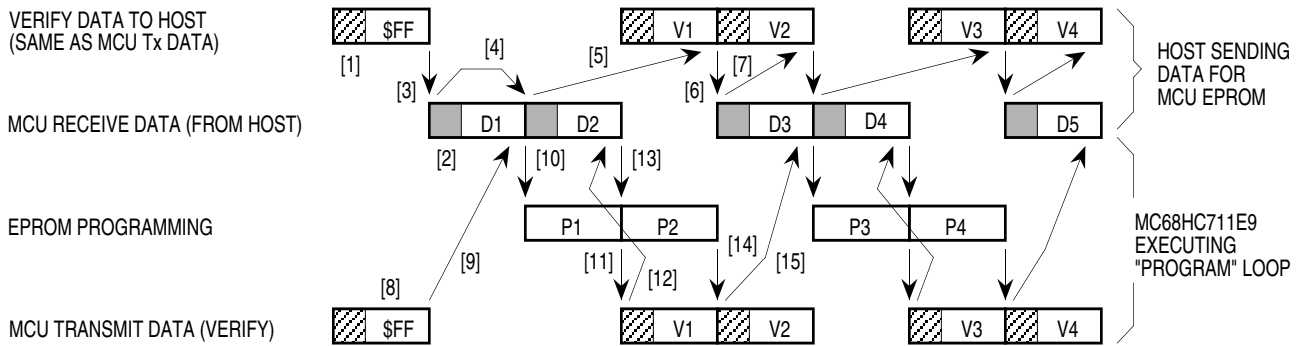 VERIFY DATA TO HOST
(SAME AS MCU Tx DATA)
$FF
V1
V2
V3
V4
[1]
[3]
[4]
[5]
[6]
[7]
HOST SENDING
DATA FOR
MCU EPROM
MCU RECEIVE DATA (FROM HOST)
D1
D2
D3
D4
D5
[2]
[10]
[13]
EPROM PROGRAMMING
P1
P2
P3
P4
MC68HC711E9
EXECUTING
"PROGRAM" LOOP
[8]
[9]
[11]
[12]
[14]
[15]
MCU TRANSMIT DATA (VERIFY)
$FF
V1
V2
V3
V4